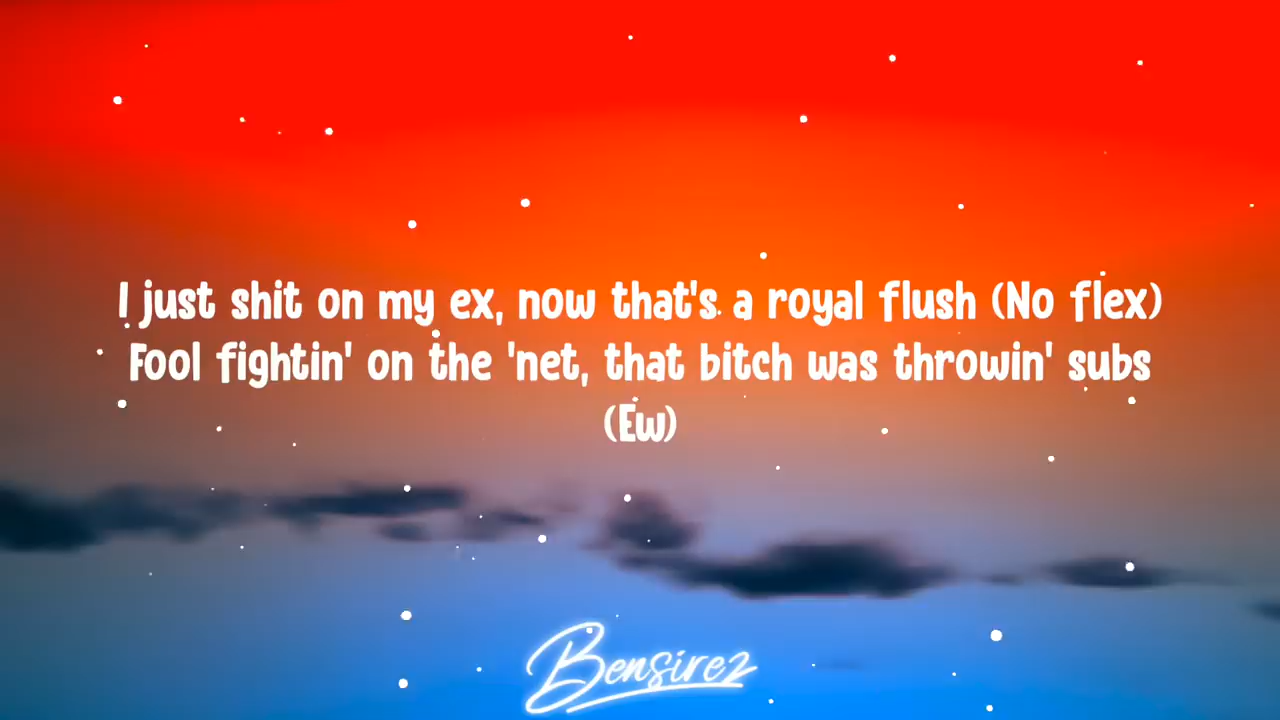 I just shit on my ex, now that's a royal flush (No flex)
Fool fightin' on the 'net, that bitch was throwin' subs
(Ew)
Bensirez